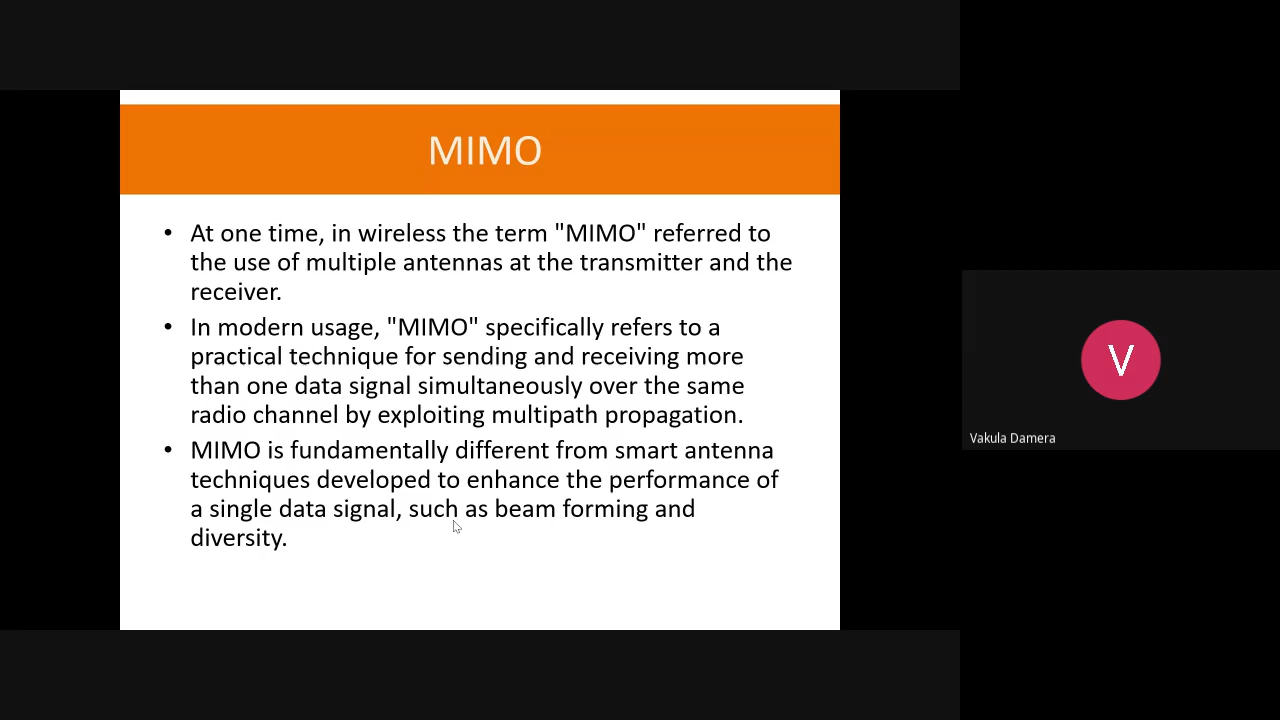 MIMO
• At one time, in wireless the term "MIMO" referred to
the use of multiple antennas at the transmitter and the
receiver.
• In modern usage, "MIMO" specifically refers to a
practical technique for sending and receiving more
than one data signal simultaneously over the same
radio channel by exploiting multipath propagation.
• MIMO is fundamentally different from smart antenna
techniques developed to enhance the performance of
a single data signal, such as beam forming and
diversity.
V
Vakula Damera